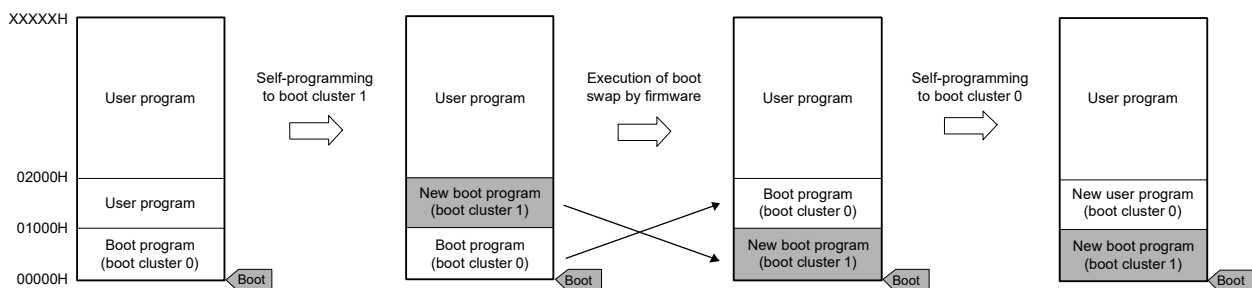 XXXXXH
User program
Self-programming
to boot cluster 1
User program
Execution of boot
swap by firmware
User program
Self-programming
to boot cluster 0
User program
02000H
User program
New boot program
(boot cluster 1)
Boot program
(boot cluster 0)
New user program
(boot cluster 0)
01000H
Boot program
(boot cluster 0)
Boot program
(boot cluster 0)
New boot program
(boot cluster 1)
New boot program
(boot cluster 1)
00000H
Boot
Boot
Boot
Boot